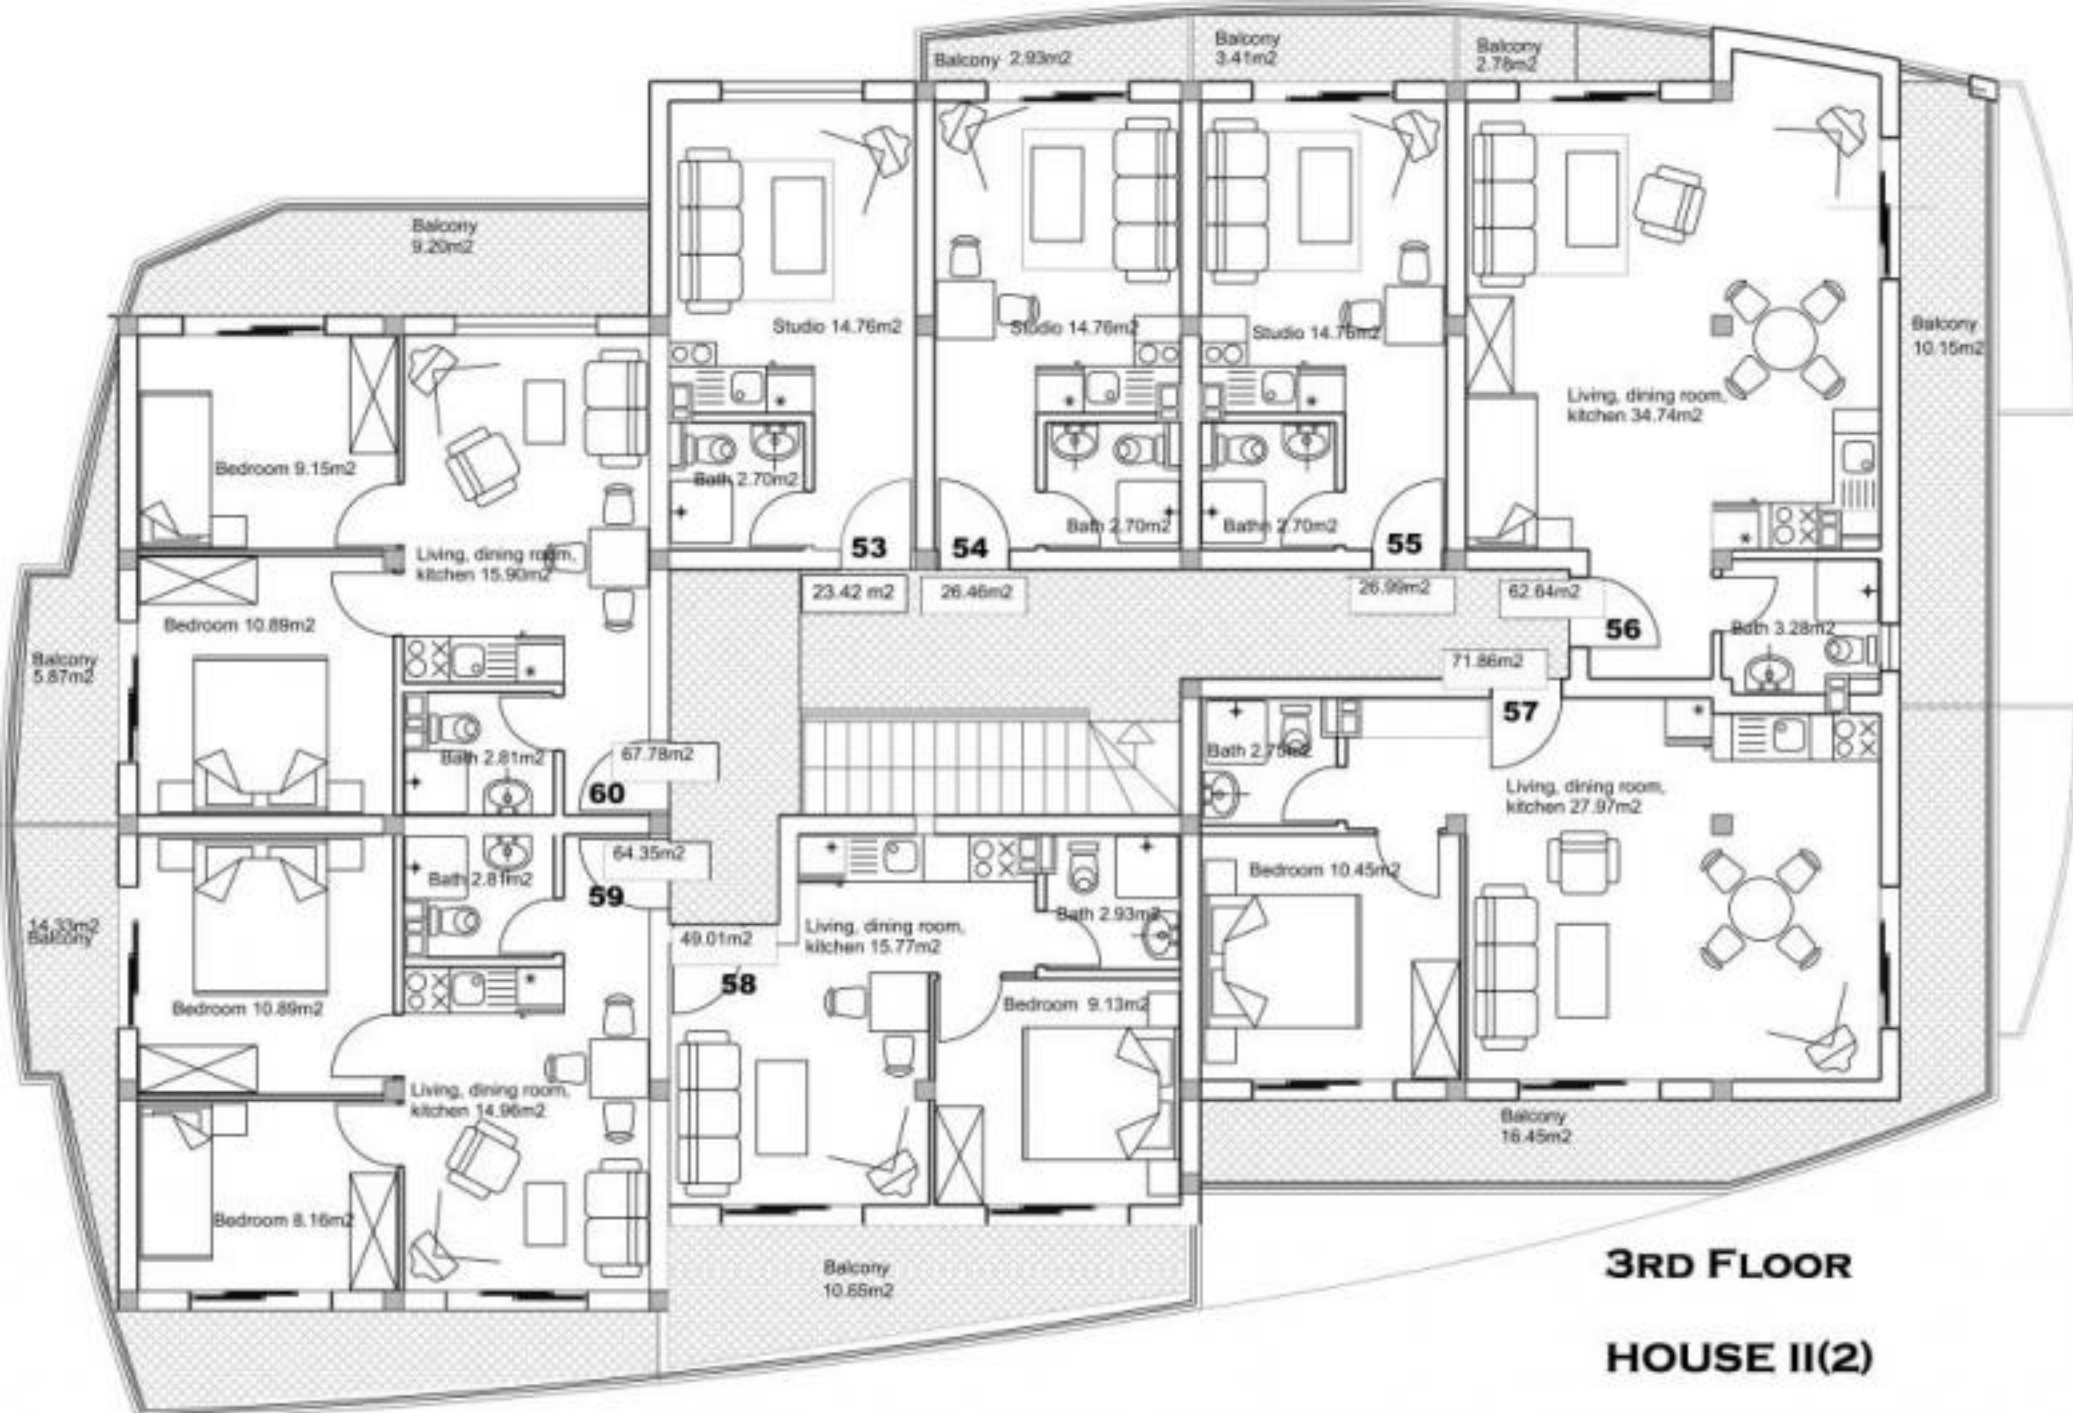 Balcony 2.93m2
Balcony
3.41m2
Balcony
2.78m2
Balcony
9.20m2
Studio 14.76m2
Studio 14.76m2
Studio 14.76m2
Balcony
10.15m2
Living, dining room,
kitchen 34.74m2
Bedroom 9.15m2
Bath 2.70m2
Bath 2.70m2
Bathn 2.70m2
53
54
55
Living, dining room,
kitchen 15.90m2
23.42 m2
26.46m2
26.99m2
62.64m2
56
Bath 3.28m2
Bedroom 10.89m2
Balcony
5.87m2
71.86m2
57
67.78m2
Bath 2.81m2
60
Bath 2.75m2
Living, dining room,
kitchen 27.97m2
64.35m2
Bath 2.81m2
59
Bedroom 10.45m2
14.33m2
Balcony
49.01m2
Living, dining room,
kitchen 15.77m2
Bath 2.93m2
58
Bedroom 10.89m2
Bedroom 9.13m2
Living, dining room,
kitchen 14.96m2
Balcony
16.45m2
Bedroom 8.16m2
Balcony
10.65m2
3RD FLOOR
HOUSE II(2)